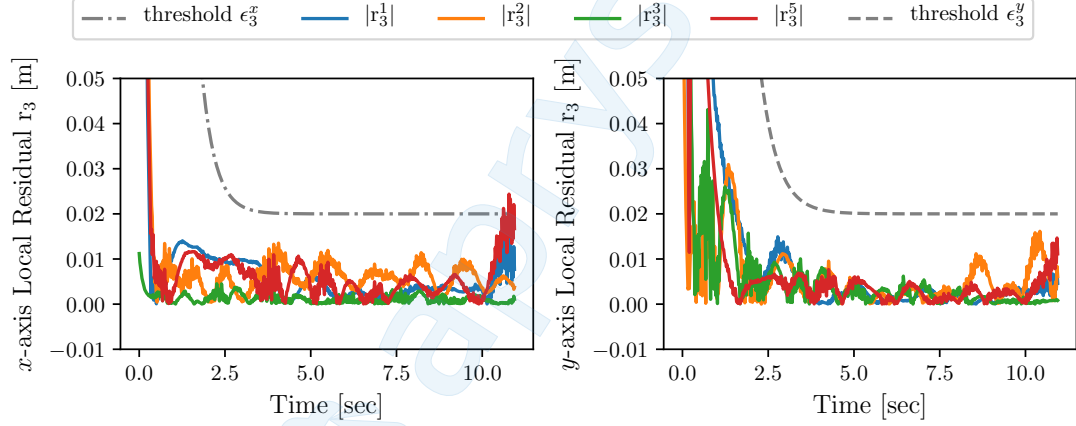 threshold ϵ₃ˣ |r₃¹| |r₃²| |r₃³| |r₃⁵| threshold ϵ₃ʸ
x-axis Local Residual r₃ [m]
0.05
0.04
0.03
0.02
0.01
0.00
−0.01
0.0 2.5 5.0 7.5 10.0
Time [sec]
y-axis Local Residual r₃ [m]
0.05
0.04
0.03
0.02
0.01
0.00
−0.01
0.0 2.5 5.0 7.5 10.0
Time [sec]